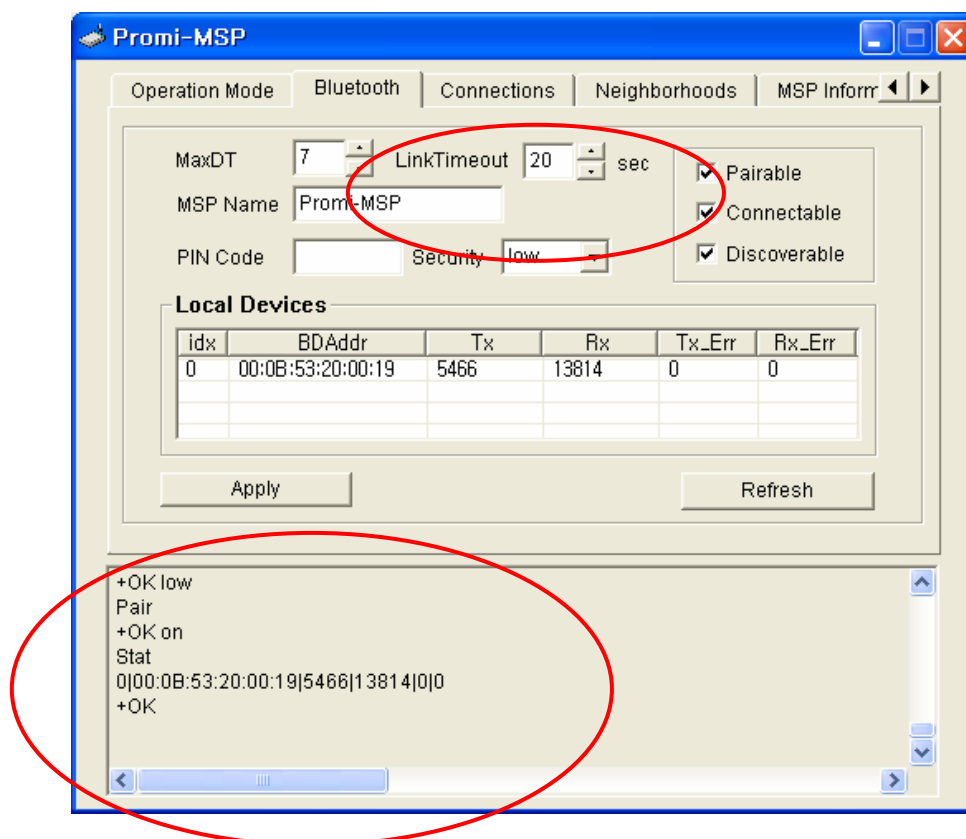 Promi-MSP
Operation Mode Bluetooth Connections Neighborhoods MSP Inform
MaxDT 7 LinkTimeout 20 sec
Pairable
MSP Name Promi-MSP
Connectable
PIN Code Security low
Discoverable
Local Devices
idx BDAddr Tx Rx Tx_Err Rx_Err
0 00:0B:53:20:00:19 5466 13814 0 0
Apply Refresh
+OK low
Pair
+OK on
Stat
0|00:0B:53:20:00:19|5466|13814|0|0
+OK